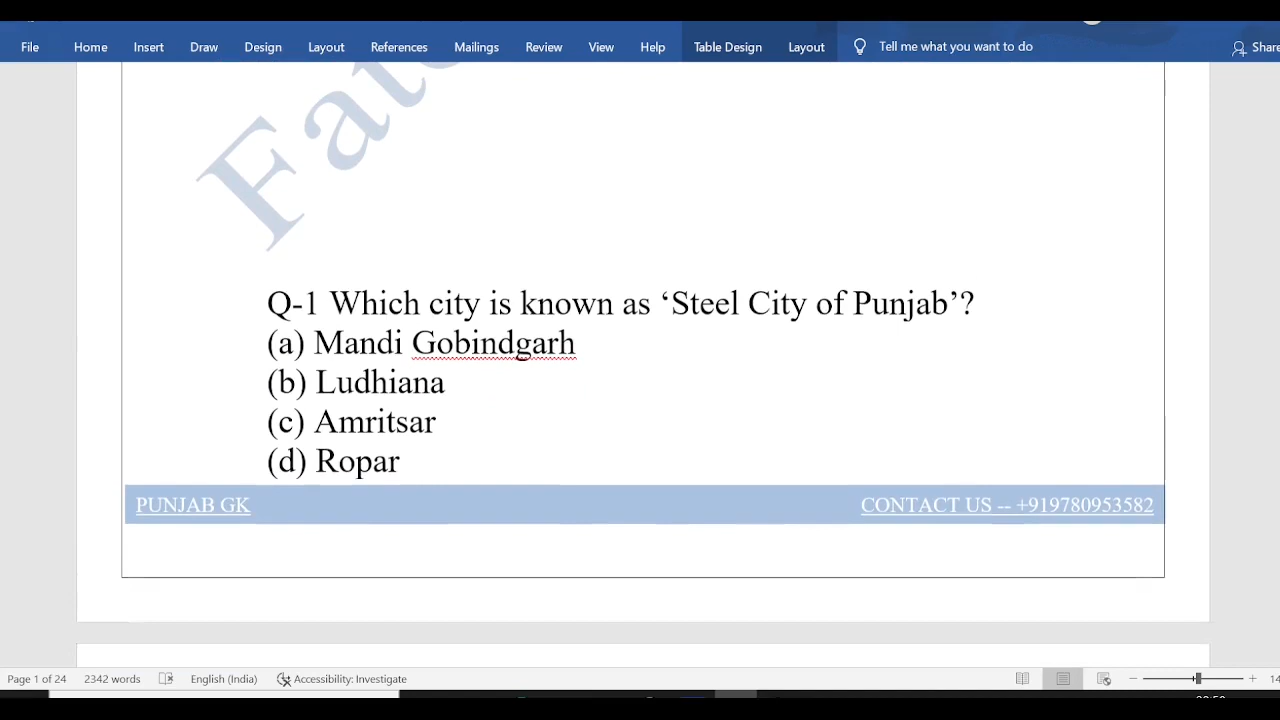 File Home Insert Draw Design Layout References Mailings Review View Help Table Design Layout Tell me what you want to do Share
Q-1 Which city is known as ‘Steel City of Punjab’?
(a) Mandi Gobindgarh
(b) Ludhiana
(c) Amritsar
(d) Ropar
PUNJAB GK CONTACT US -- +919780953582
Page 1 of 24 2342 words English (India) Accessibility: Investigate